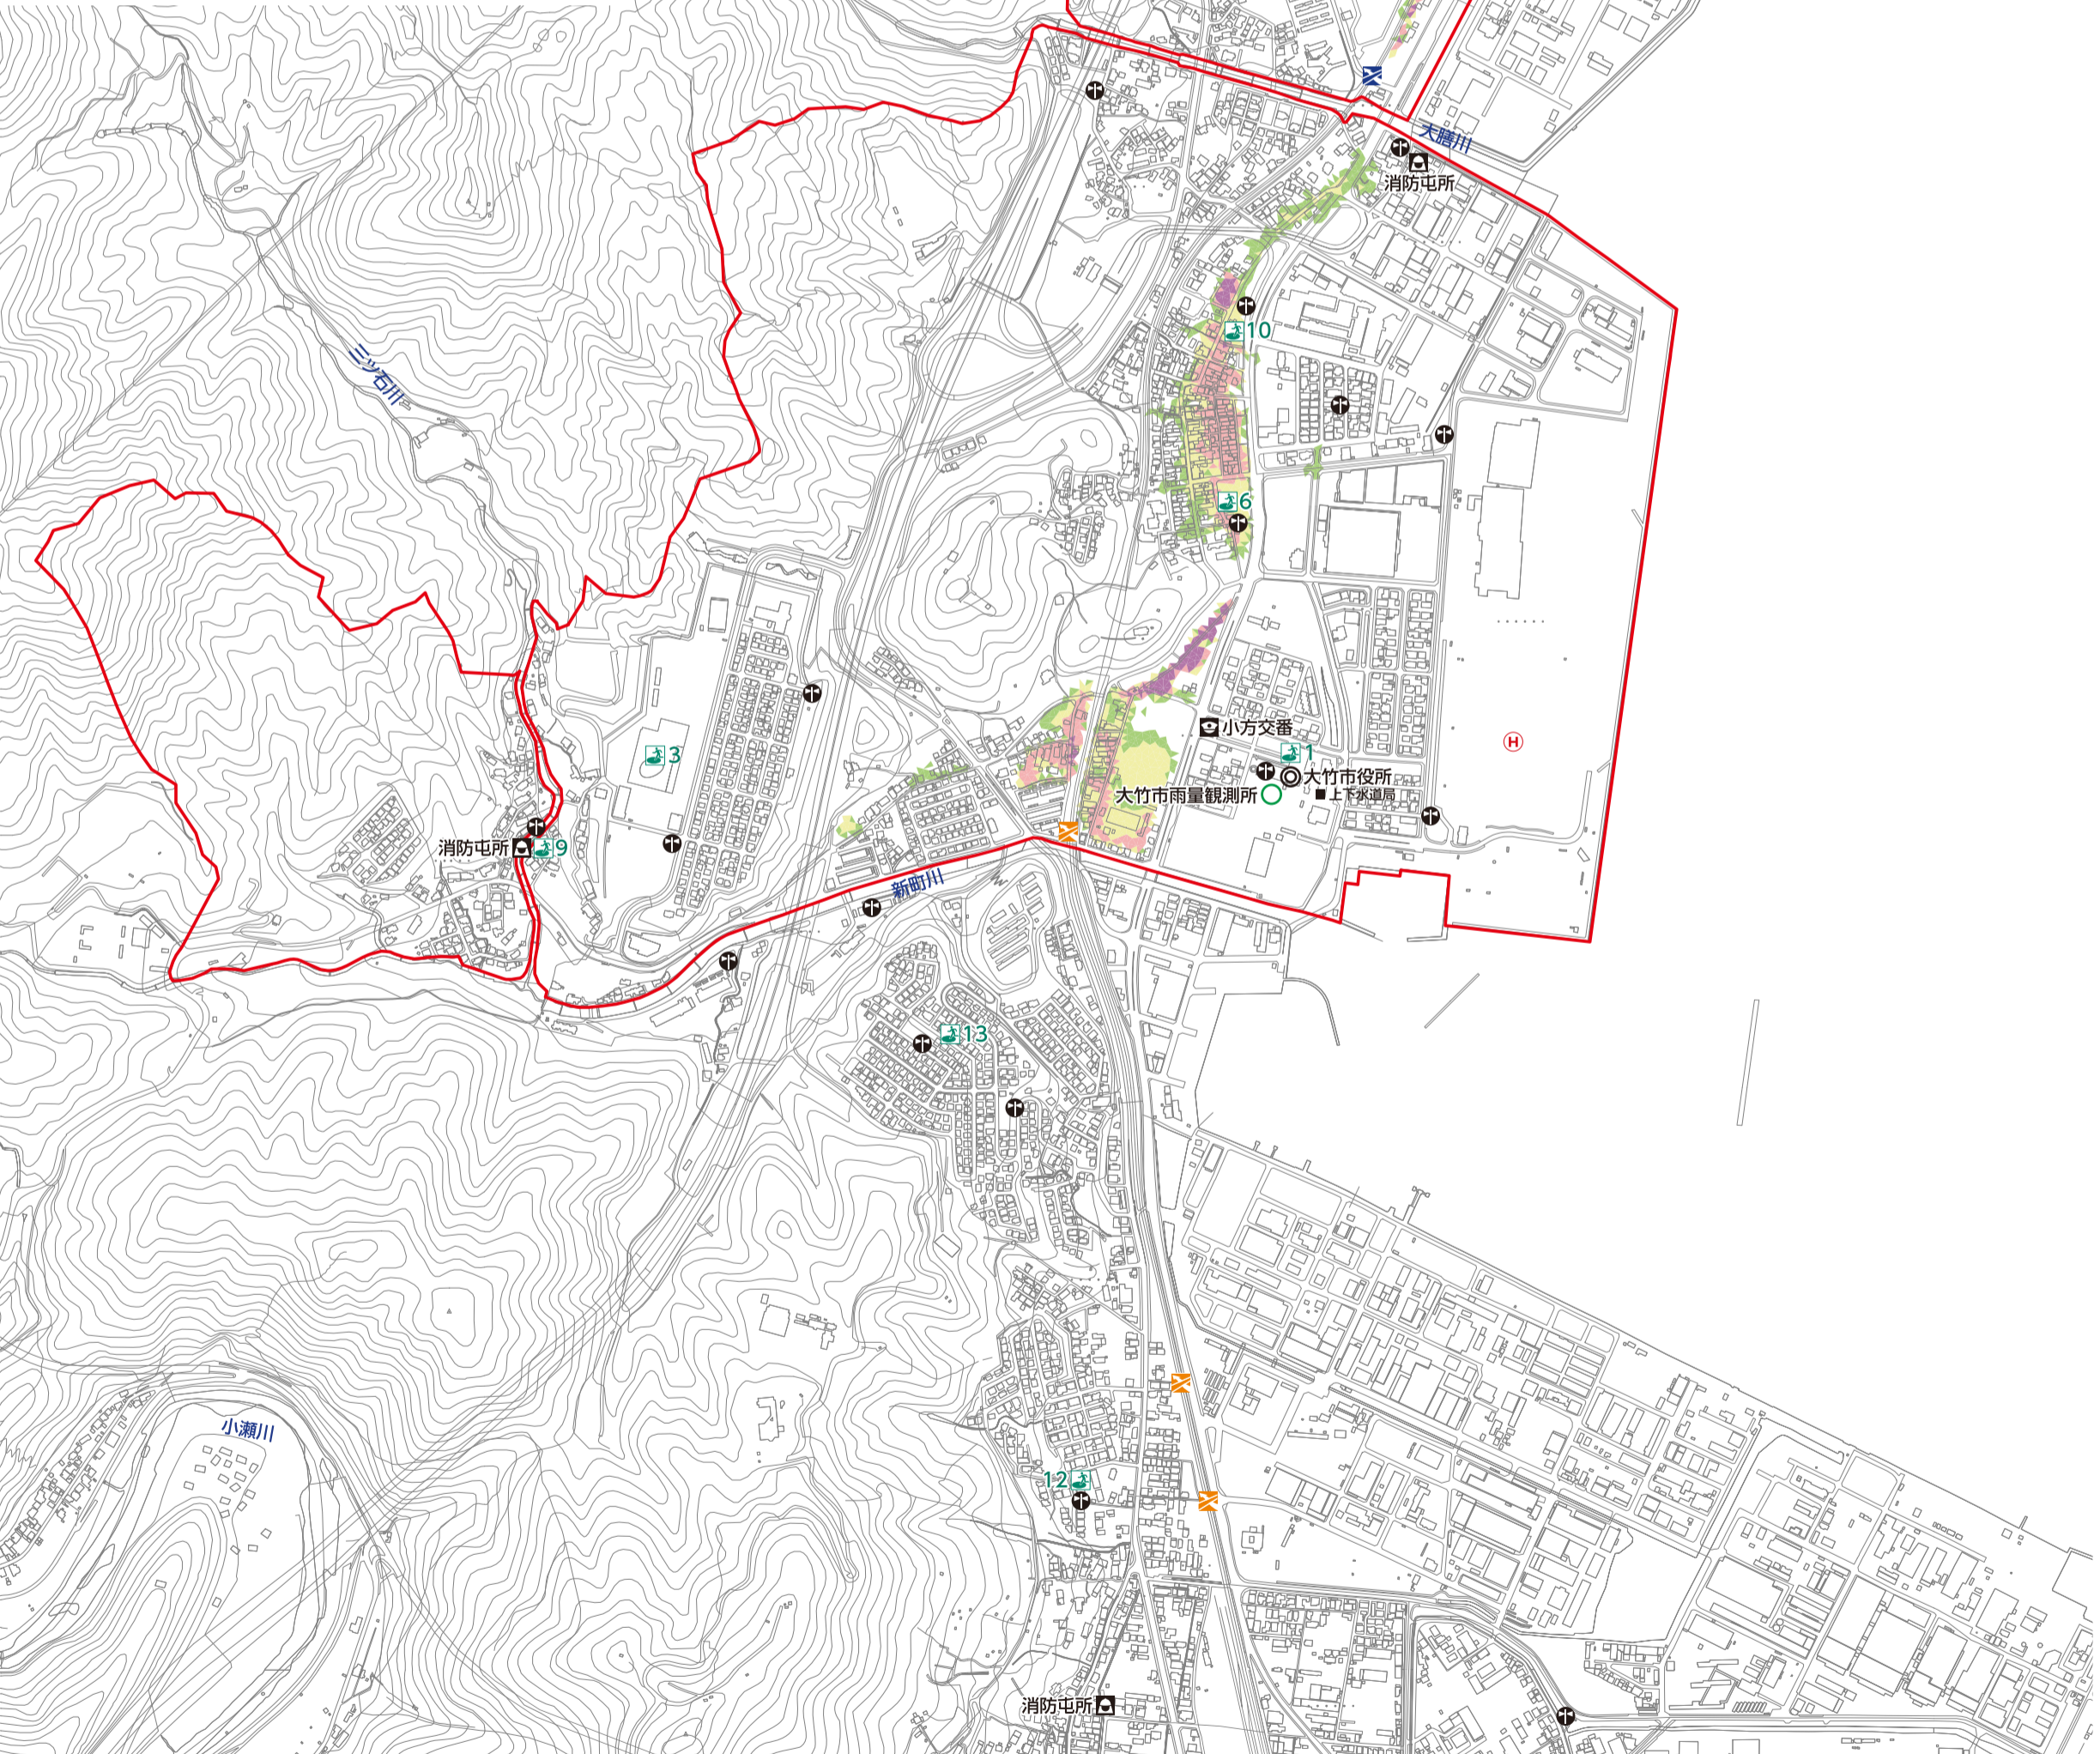 大膳川
消防屯所
10
三ツ石川
6
小方交番
3
1
大竹市役所
大竹市雨量観測所
上下水道局
消防屯所
9
新町川
13
小瀬川
12
消防屯所
H